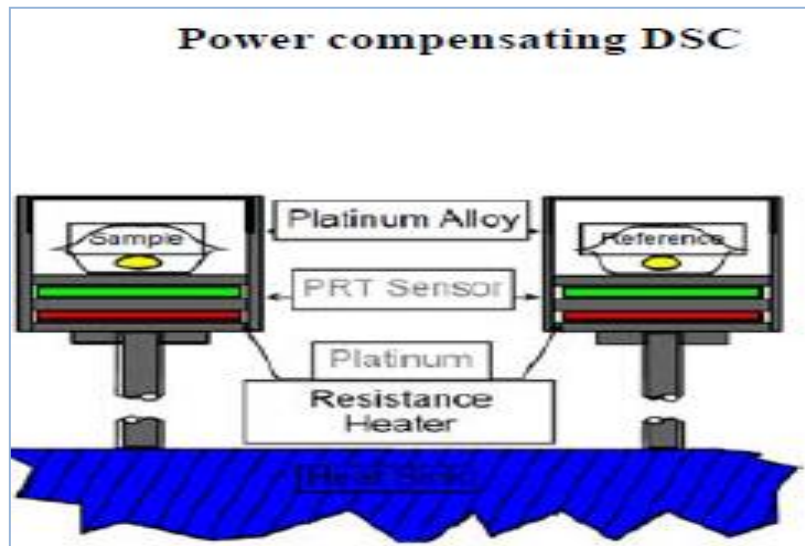 Power compensating DSC
Platinum Alloy
Sample
Reference
PRT Sensor
Platinum
Resistance
Heater
Heat Sink